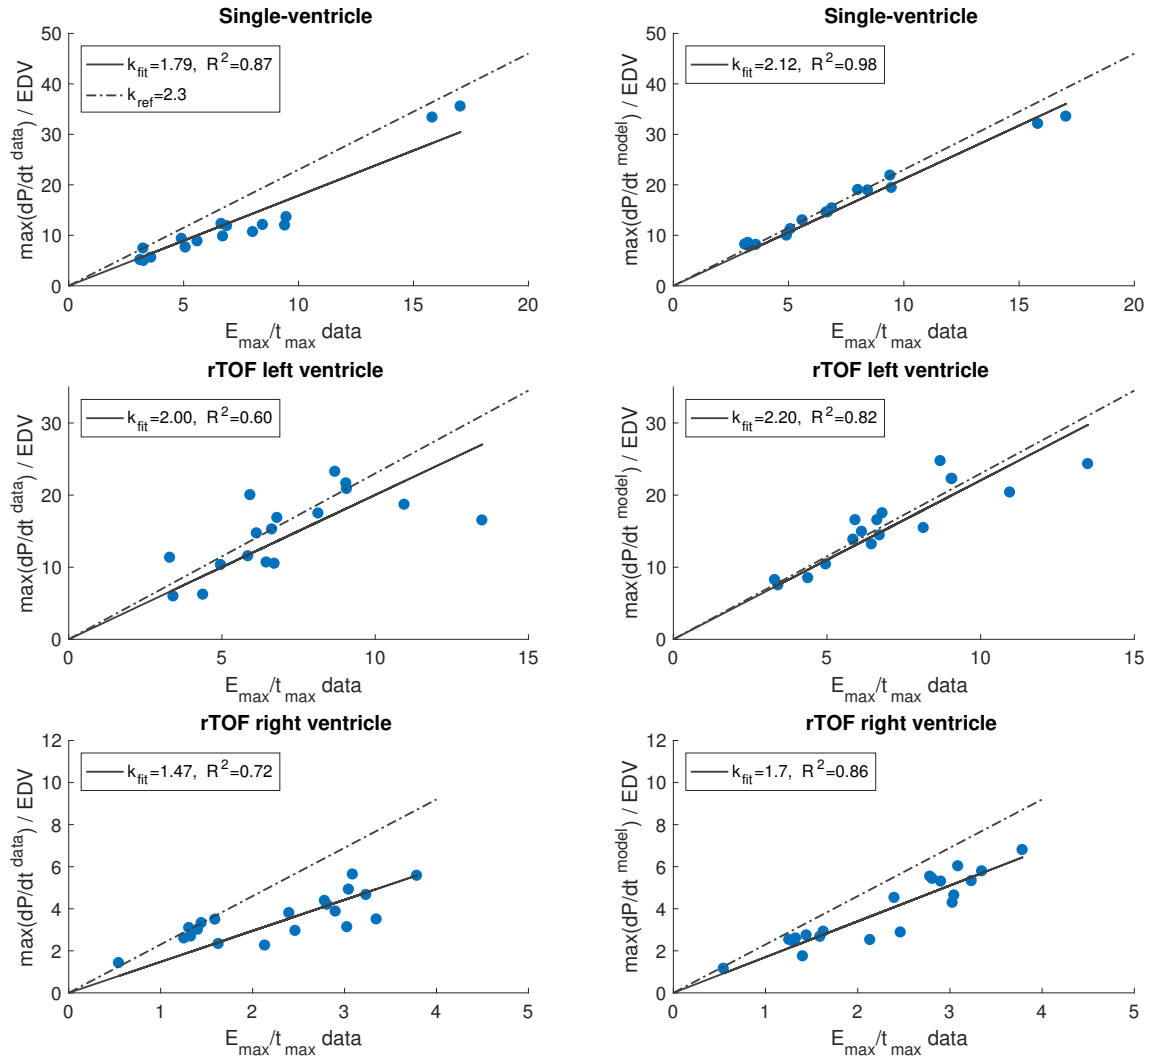 Single-ventricle
k_fit=1.79, R^2=0.87
k_ref=2.3
max(dP/dt^data) / EDV
50
40
30
20
10
0
0 5 10 15 20
E_max/t_max data
Single-ventricle
k_fit=2.12, R^2=0.98
max(dP/dt^model) / EDV
50
40
30
20
10
0
0 5 10 15 20
E_max/t_max data
rTOF left ventricle
k_fit=2.00, R^2=0.60
max(dP/dt^data) / EDV
30
20
10
0
0 5 10 15
E_max/t_max data
rTOF left ventricle
k_fit=2.20, R^2=0.82
max(dP/dt^model) / EDV
30
20
10
0
0 5 10 15
E_max/t_max data
rTOF right ventricle
k_fit=1.47, R^2=0.72
max(dP/dt^data) / EDV
12
10
8
6
4
2
0
0 1 2 3 4 5
E_max/t_max data
rTOF right ventricle
k_fit=1.7, R^2=0.86
max(dP/dt^model) / EDV
12
10
8
6
4
2
0
0 1 2 3 4 5
E_max/t_max data